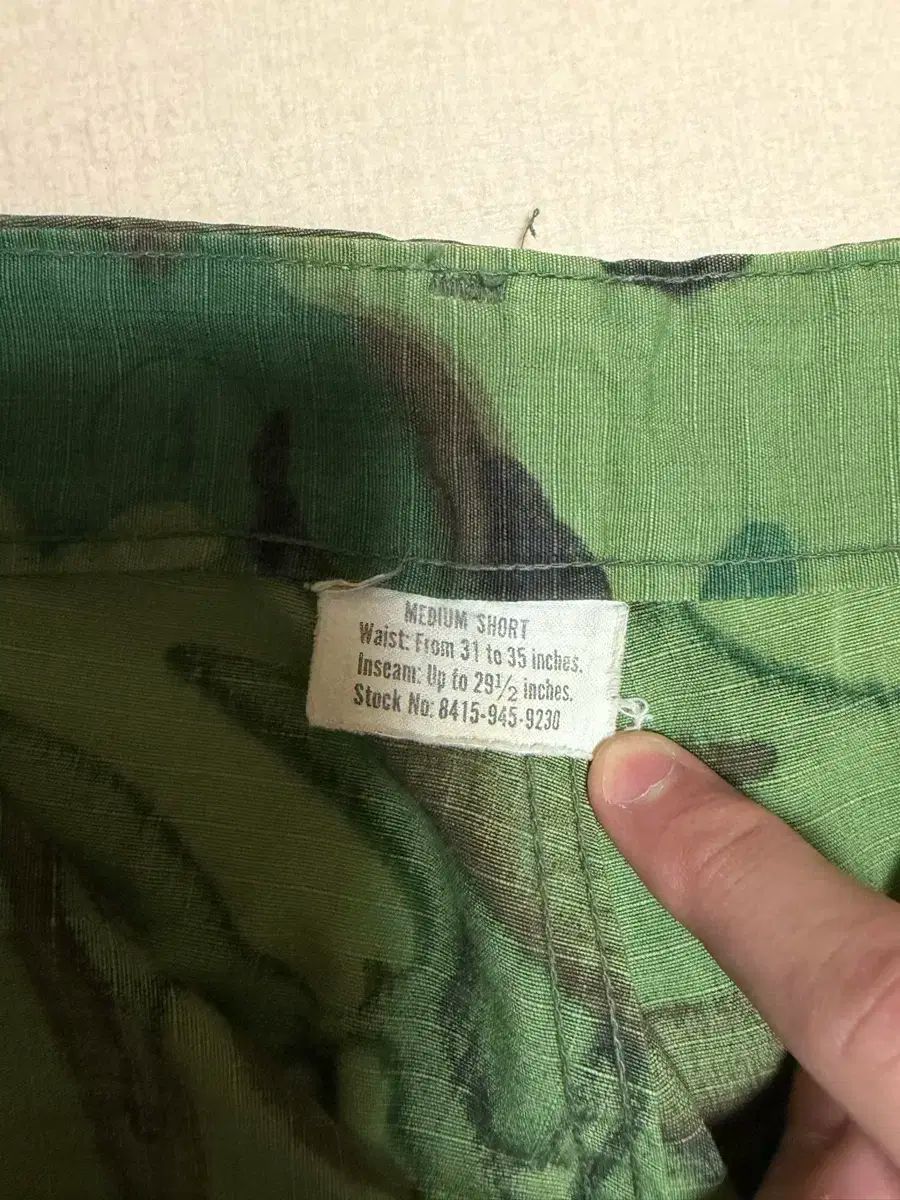 MEDIUM SHORT
Waist: From 31 to 35 inches.
Inseam: Up to 29½ inches.
Stock No: 8415-945-9230